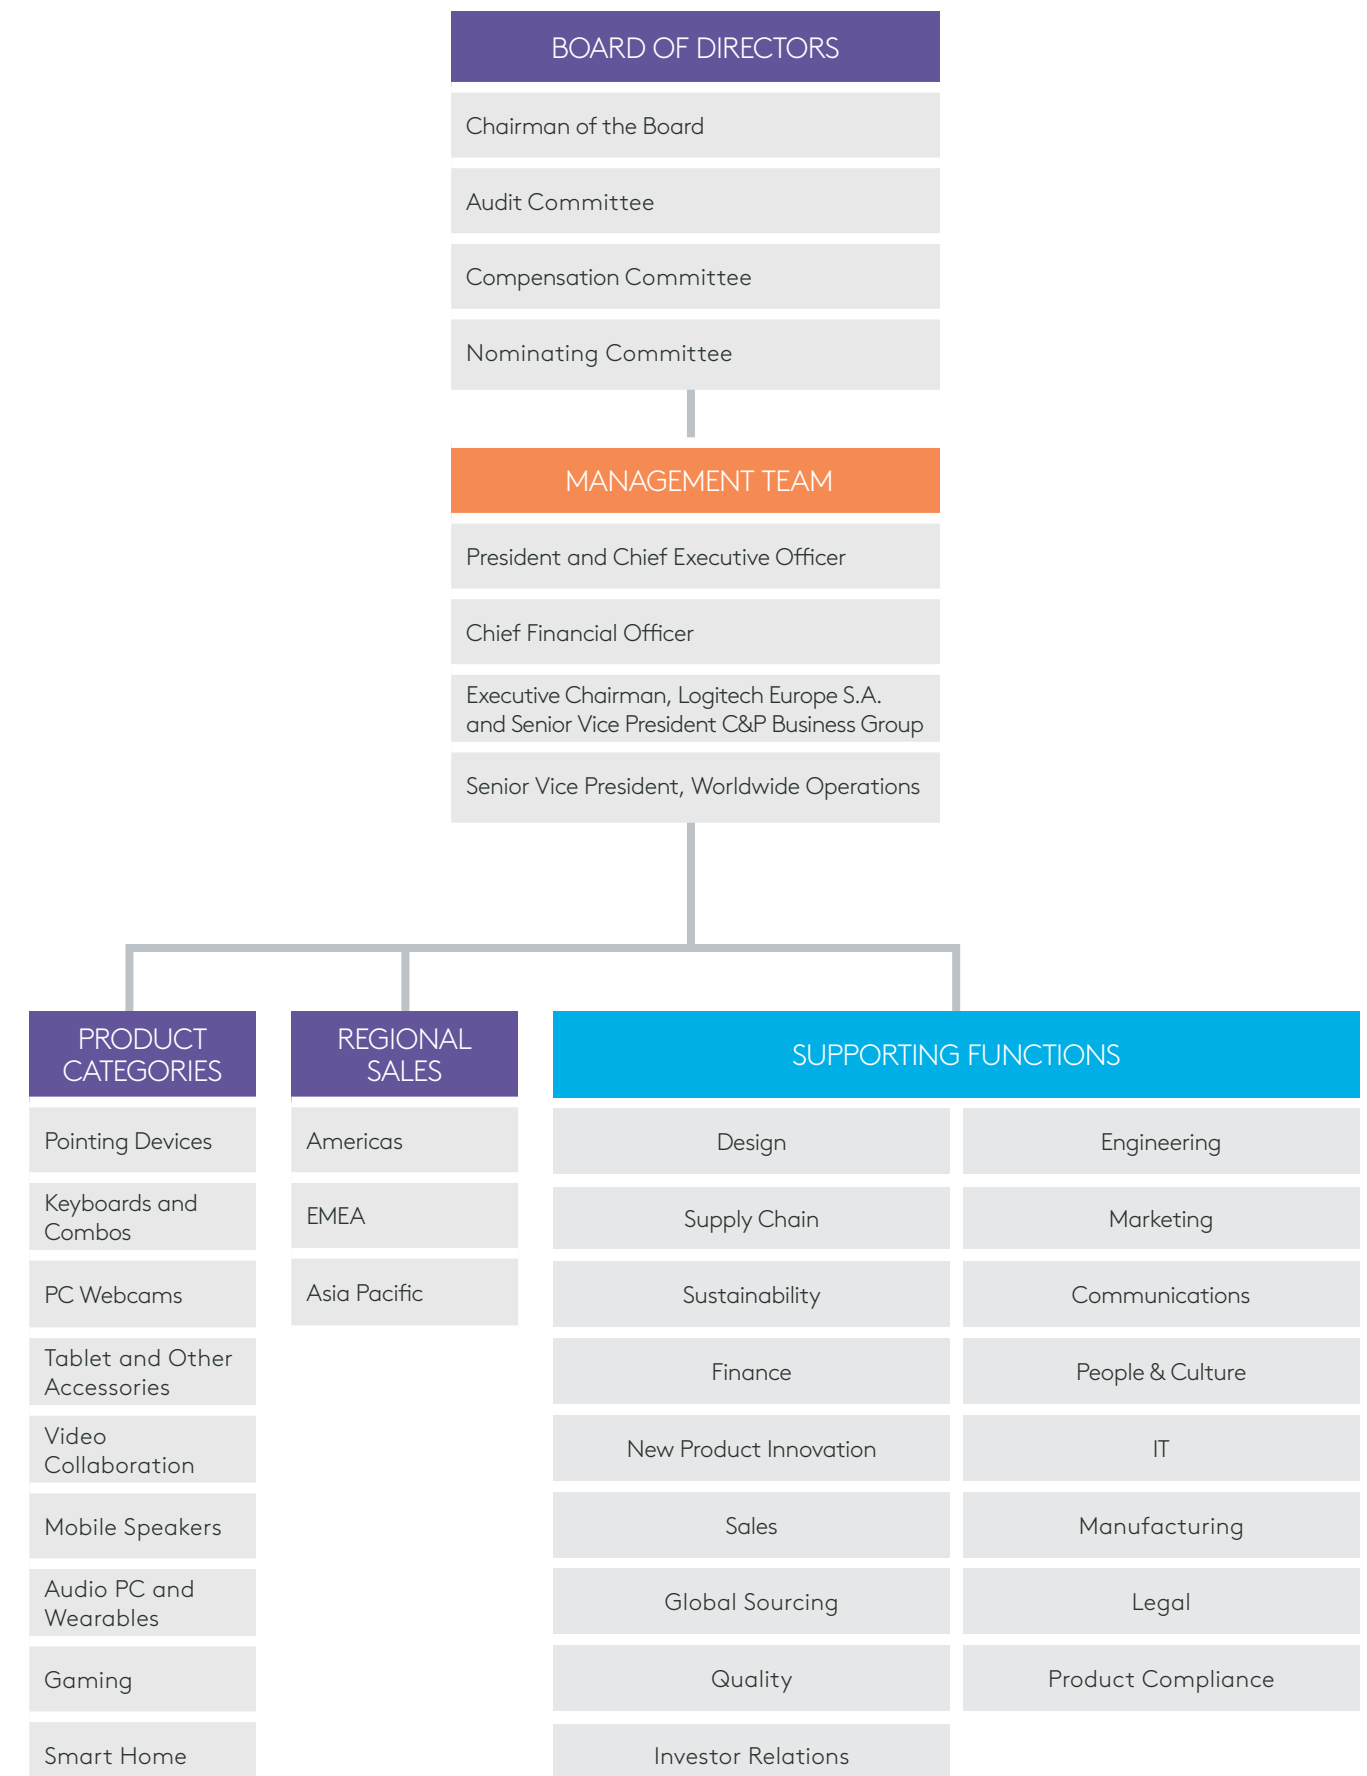 BOARD OF DIRECTORS
Chairman of the Board
Audit Committee
Compensation Committee
Nominating Committee
MANAGEMENT TEAM
President and Chief Executive Officer
Chief Financial Officer
Executive Chairman, Logitech Europe S.A.
and Senior Vice President C&P Business Group
Senior Vice President, Worldwide Operations
PRODUCT
CATEGORIES
Pointing Devices
Keyboards and
Combos
PC Webcams
Tablet and Other
Accessories
Video
Collaboration
Mobile Speakers
Audio PC and
Wearables
Gaming
Smart Home
REGIONAL
SALES
Americas
EMEA
Asia Pacific
SUPPORTING FUNCTIONS
Design
Supply Chain
Sustainability
Finance
New Product Innovation
Sales
Global Sourcing
Quality
Investor Relations
Engineering
Marketing
Communications
People & Culture
IT
Manufacturing
Legal
Product Compliance